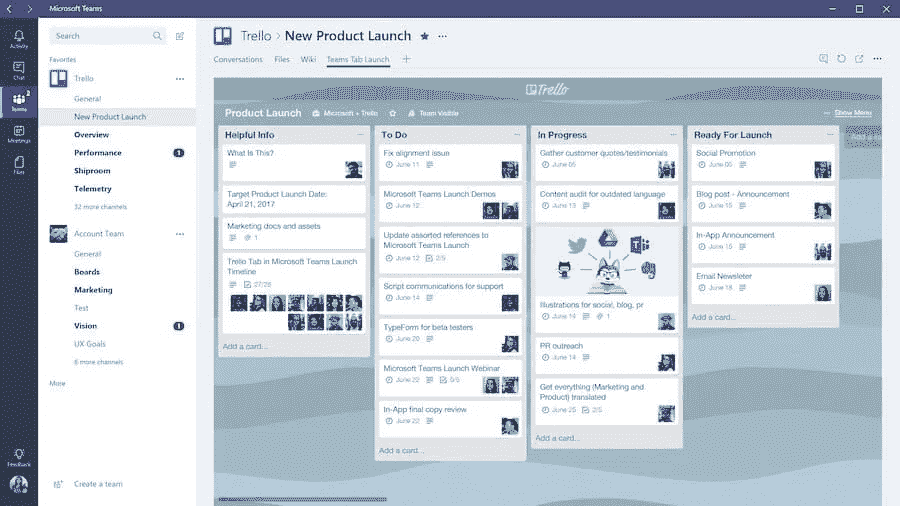 Microsoft Teams
Activity
Chat
Teams
2
Meetings
Files
Feedback
Search
Favorites
Trello
General
New Product Launch
Overview
Performance 1
Shiproom
Telemetry
32 more channels
Account Team
General
Boards
Marketing
Test
Vision 1
UX Goals
6 more channels
More
Create a team
Trello > New Product Launch
Conversations Files Wiki Teams Tab Launch
Trello
Product Launch Microsoft + Trello Team Visible
Show Menu
Helpful Info
What Is This?
Target Product Launch Date:
April 21, 2017
Marketing docs and assets
1
Trello Tab in Microsoft Teams Launch
Timeline
27/28
Add a card...
To Do
Fix alignment issue
June 11
Microsoft Teams Launch Demos
June 12
Update assorted references to
Microsoft Teams Launch
June 12 2/5
Script communications for support
June 14
TypeForm for beta testers
June 20
Microsoft Teams Launch Webinar
June 22 0/5
In-App final copy review
June 22
Add a card...
In Progress
Gather customer quotes/testimonials
June 05
Content audit for outdated language
June 13
Illustrations for social, blog, pr
June 14 1
PR outreach
June 14
Get everything (Marketing and
Product) translated
June 25 2/5
Add a card...
Ready For Launch
Social Promotion
June 05
Blog post - Announcement
June 15
In-App Announcement
June 15
Email Newsleter
June 18
Add a card...